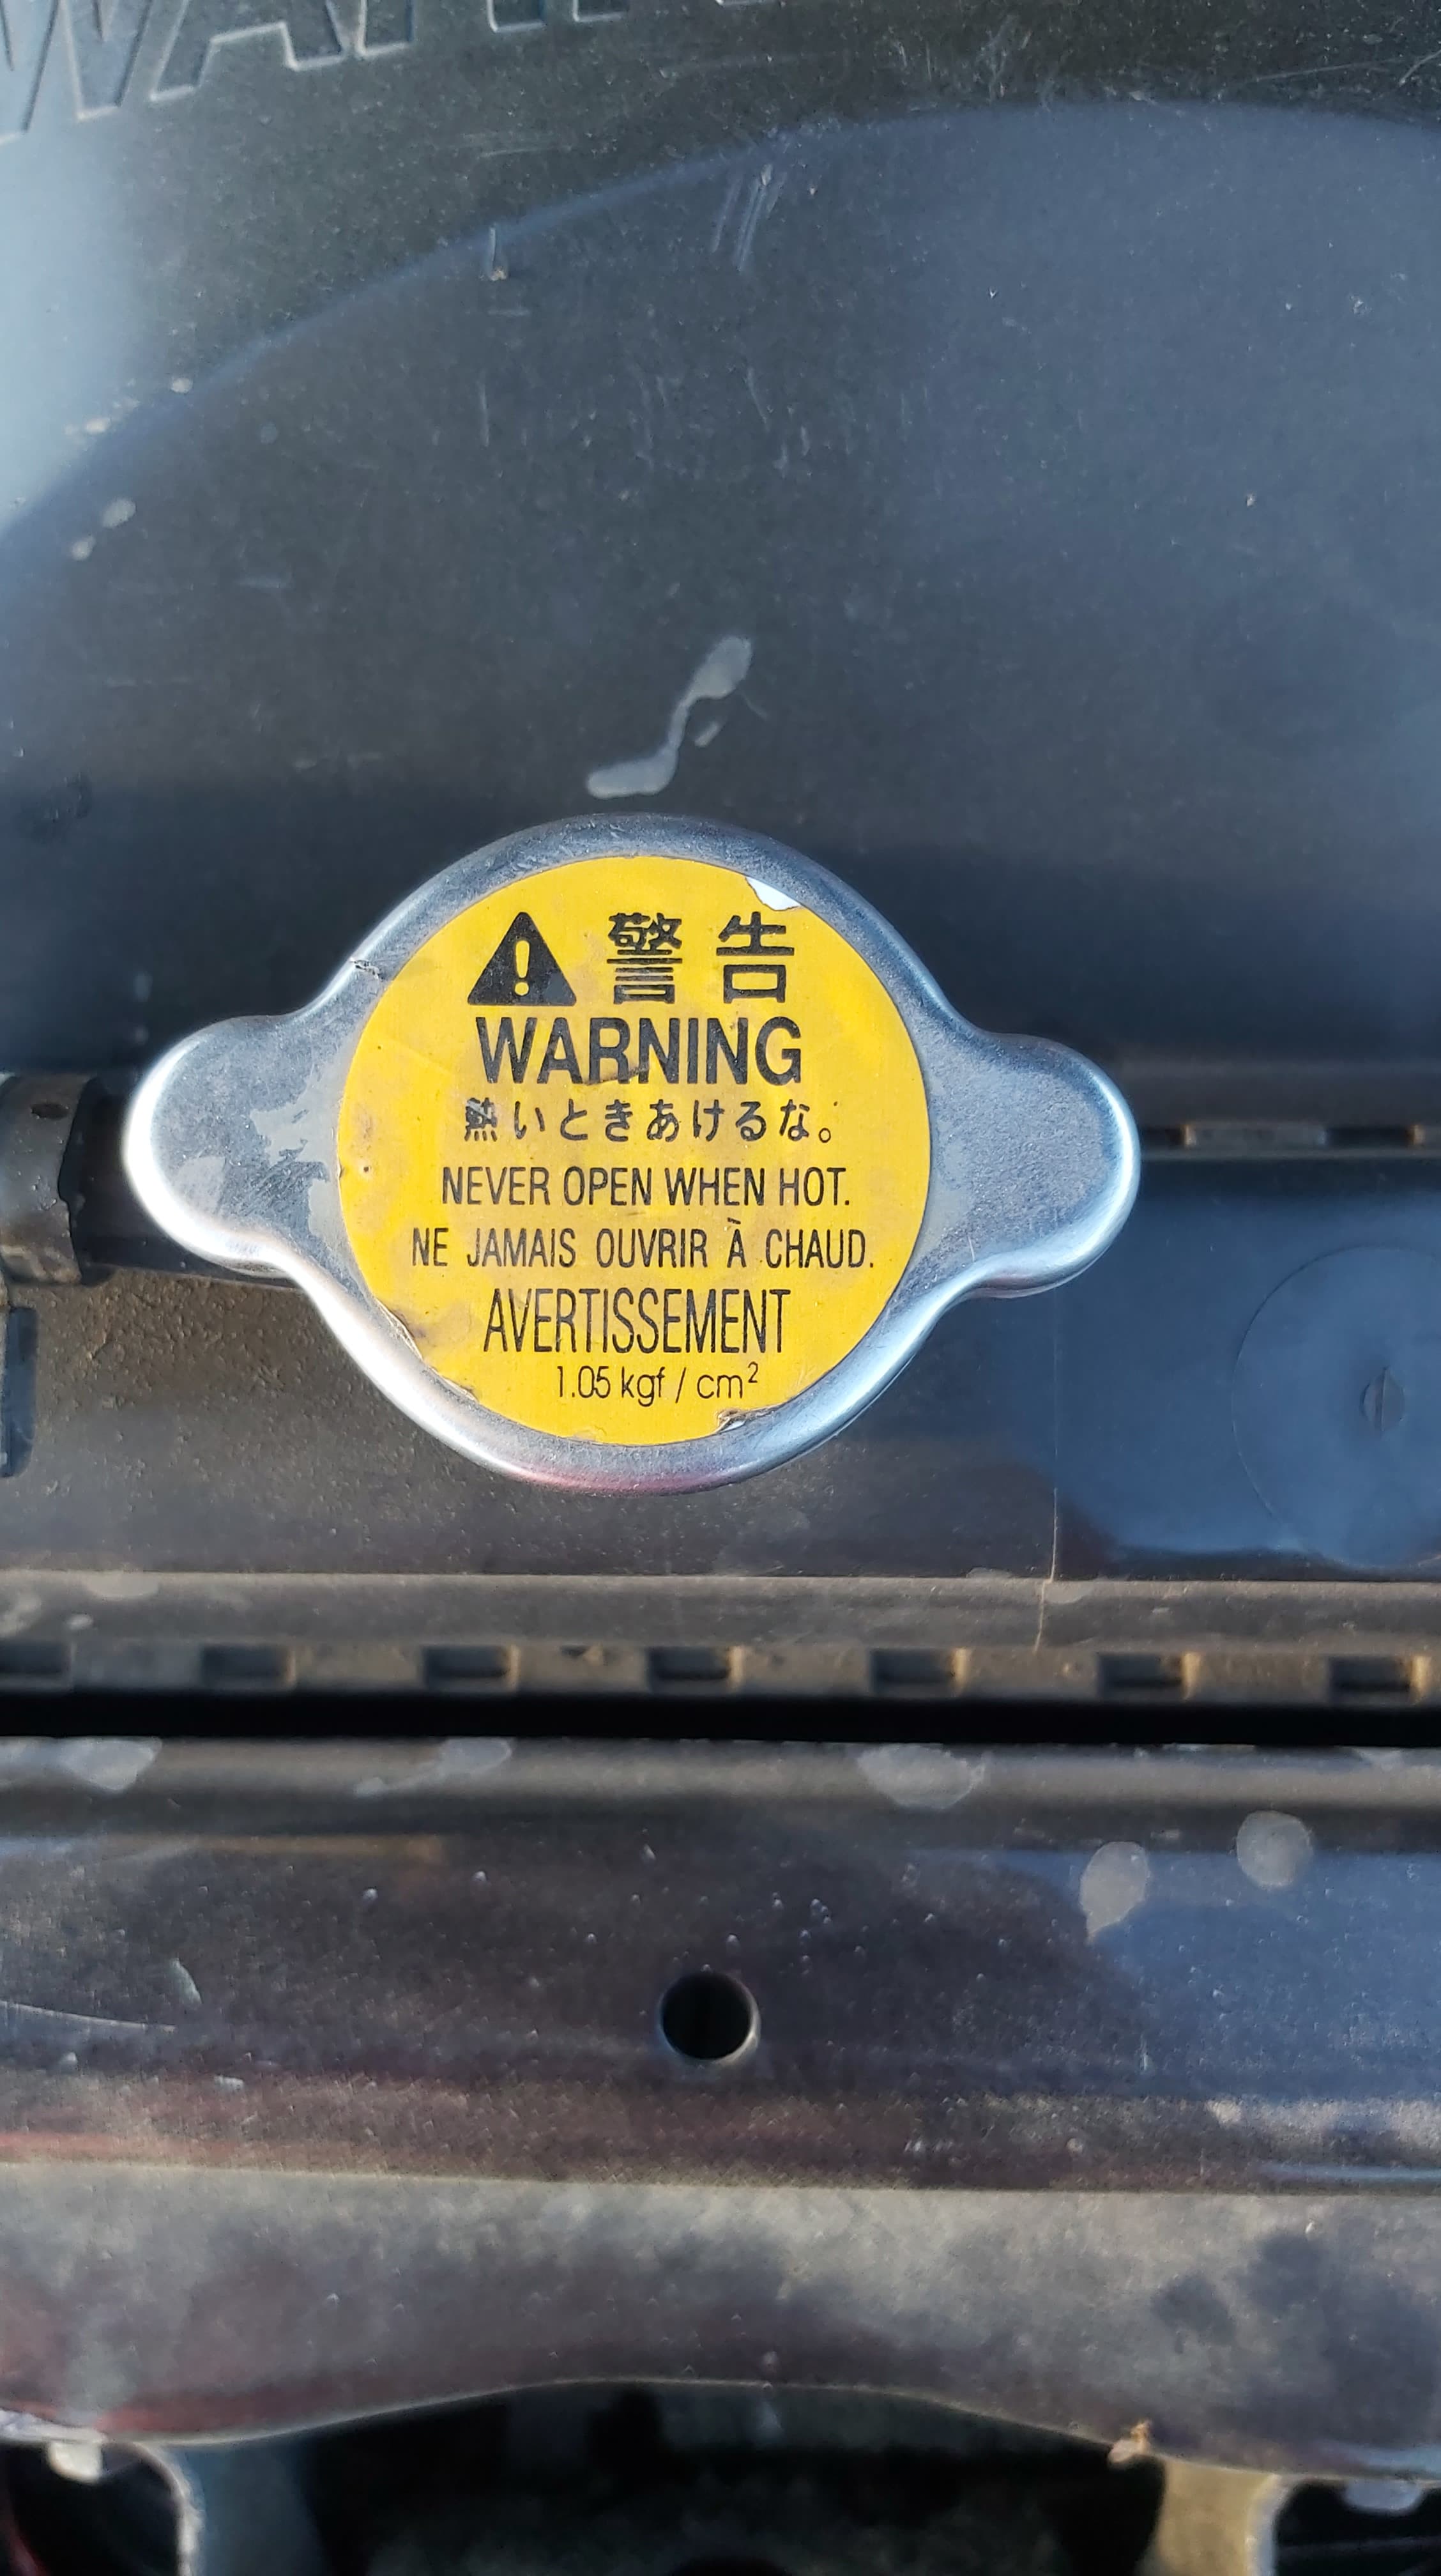 警告
WARNING
熱いときあけるな。
NEVER OPEN WHEN HOT.
NE JAMAIS OUVRIR À CHAUD.
AVERTISSEMENT
1.05 kgf / cm²